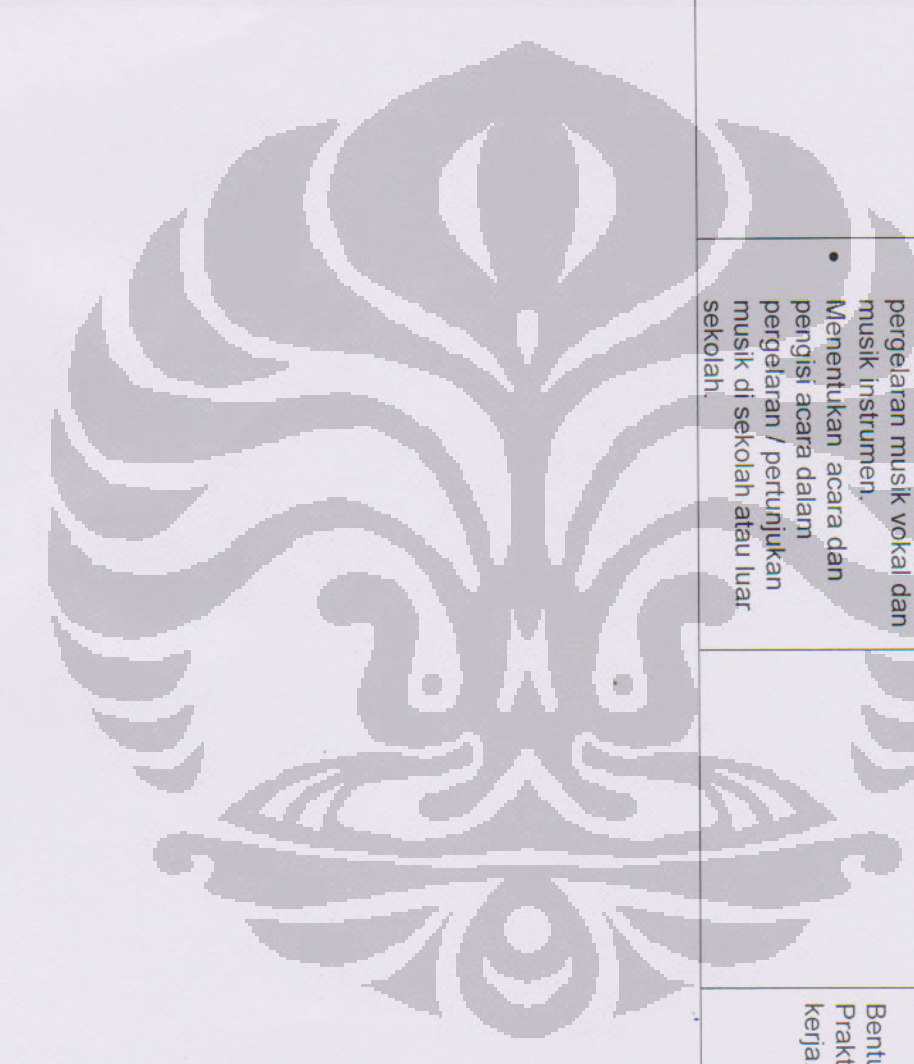 pergelaran musik vokal dan
musik instrumen.
• Menentukan acara dan
pengisi acara dalam
pergelaran / pertunjukan
musik di sekolah atau luar
sekolah.
kerja